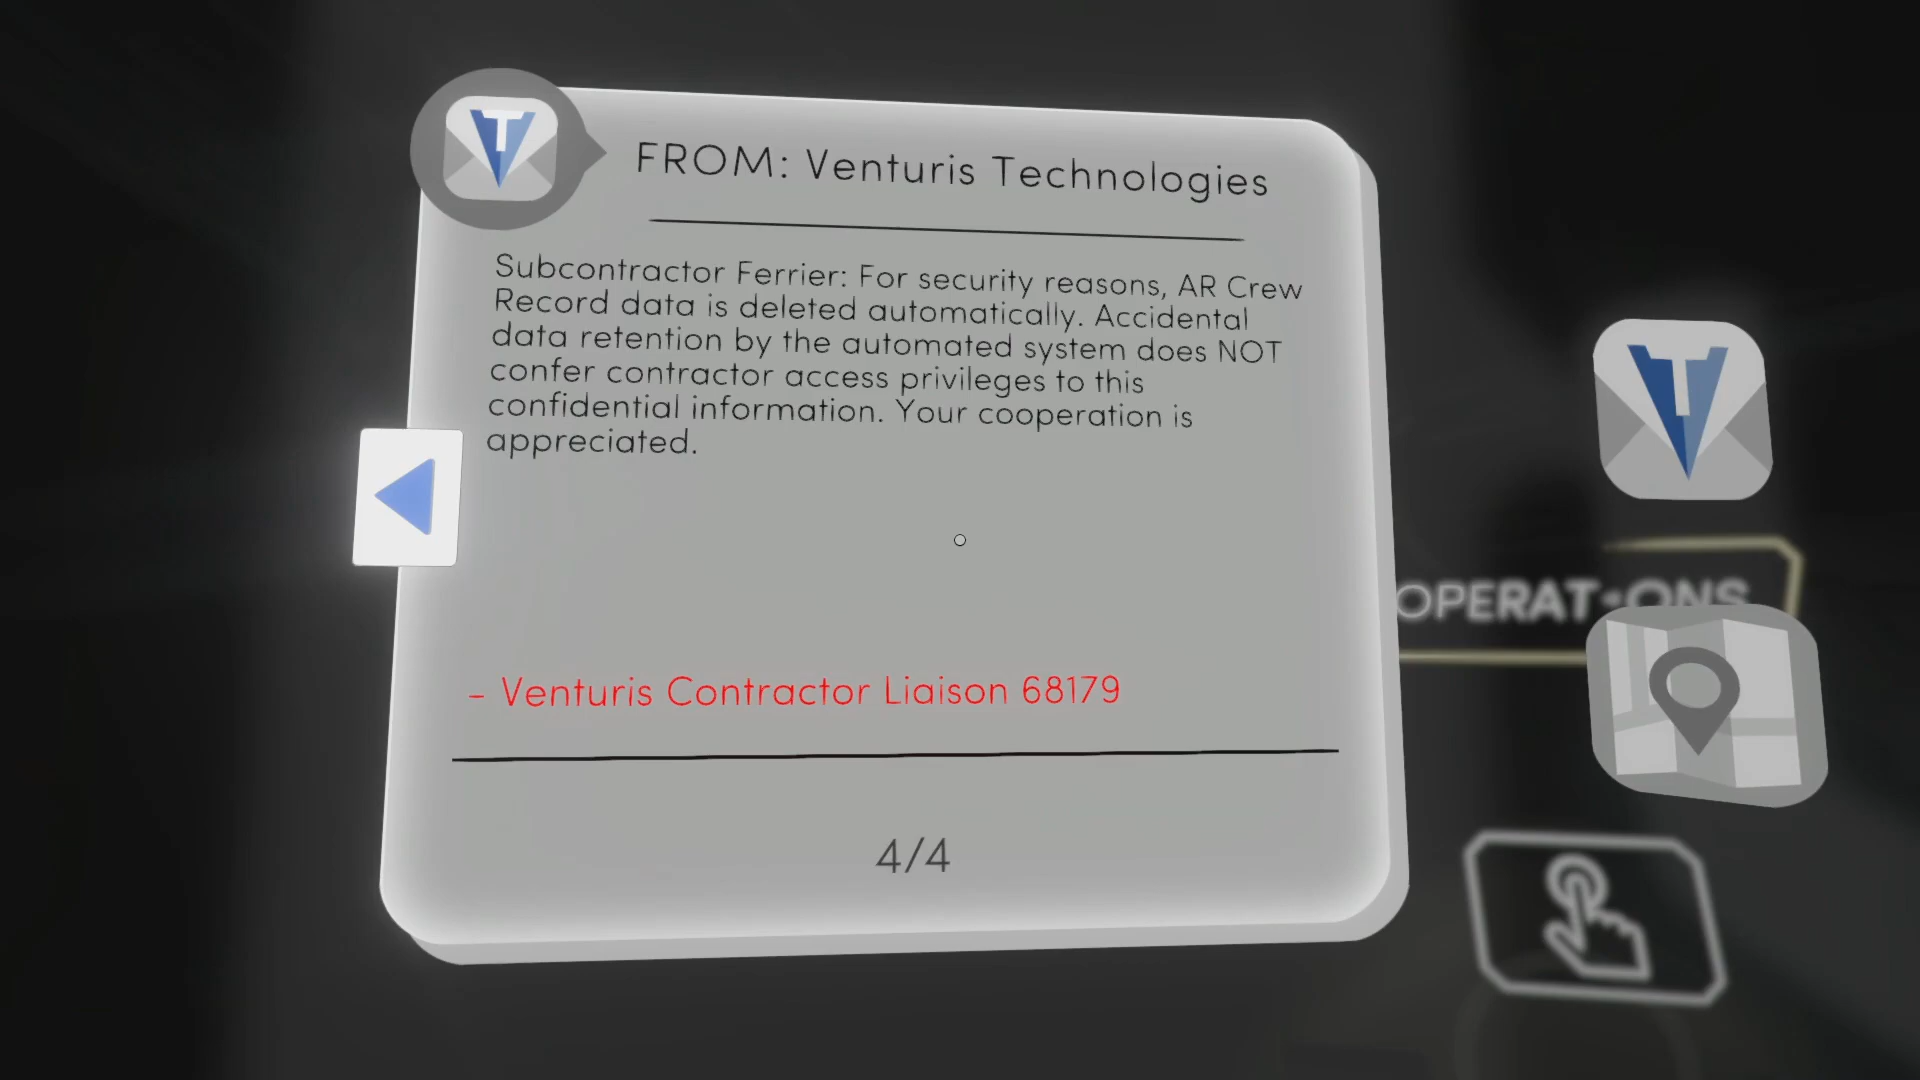 FROM: Venturis Technologies
Subcontractor Ferrier: For security reasons, AR Crew
Record data is deleted automatically. Accidental
data retention by the automated system does NOT
confer contractor access privileges to this
confidential information. Your cooperation is
appreciated.
- Venturis Contractor Liaison 68179
4/4
OPERAT-ONS